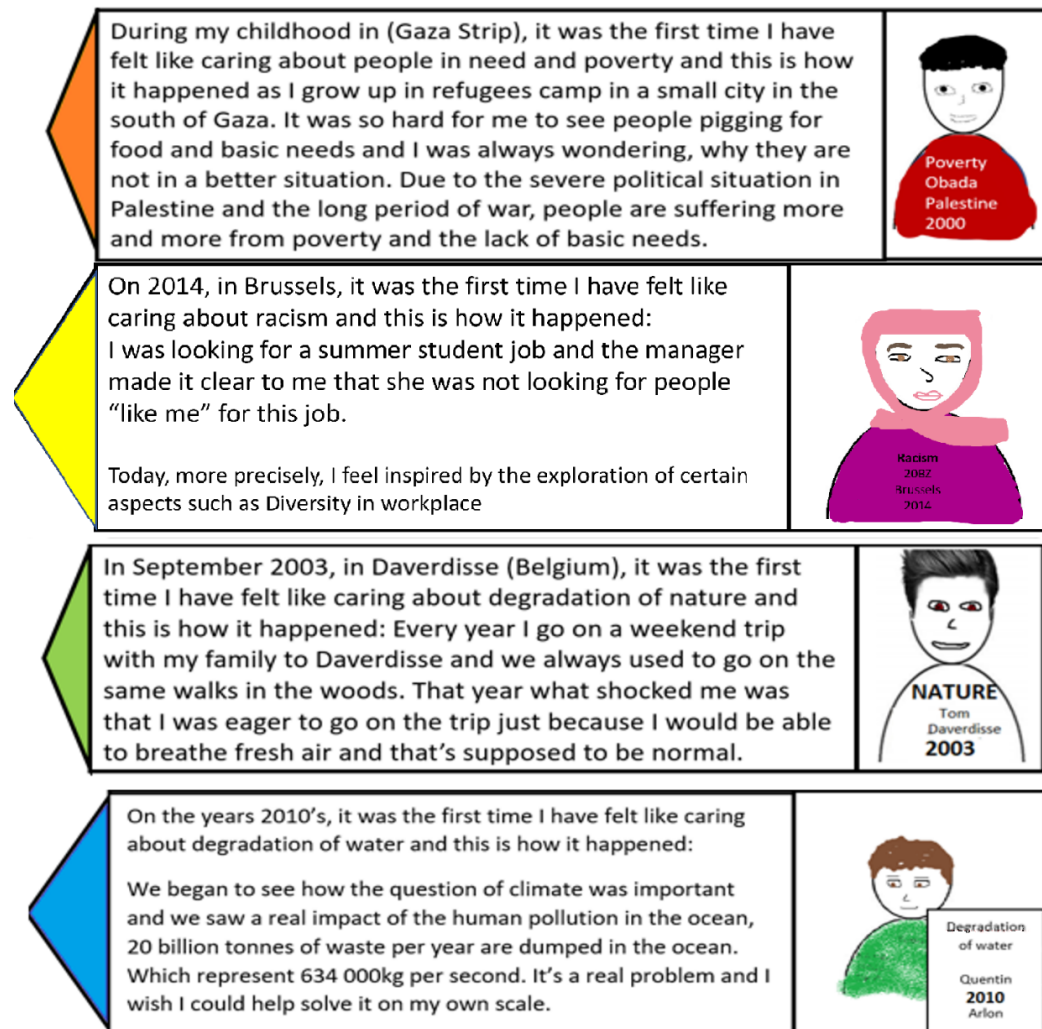 During my childhood in (Gaza Strip), it was the first time I have
felt like caring about people in need and poverty and this is how
it happened as I grow up in refugees camp in a small city in the
south of Gaza. It was so hard for me to see people pigging for
food and basic needs and I was always wondering, why they are
not in a better situation. Due to the severe political situation in
Palestine and the long period of war, people are suffering more
and more from poverty and the lack of basic needs.
Poverty
Obada
Palestine
2000
On 2014, in Brussels, it was the first time I have felt like
caring about racism and this is how it happened:
I was looking for a summer student job and the manager
made it clear to me that she was not looking for people
“like me” for this job.
Today, more precisely, I feel inspired by the exploration of certain
aspects such as Diversity in workplace
Racism
Brussels
2014
In September 2003, in Daverdisse (Belgium), it was the first
time I have felt like caring about degradation of nature and
this is how it happened: Every year I go on a weekend trip
with my family to Daverdisse and we always used to go on the
same walks in the woods. That year what shocked me was
that I was eager to go on the trip just because I would be able
to breathe fresh air and that’s supposed to be normal.
NATURE
Tom
Daverdisse
2003
On the years 2010’s, it was the first time I have felt like caring
about degradation of water and this is how it happened:
We began to see how the question of climate was important
and we saw a real impact of the human pollution in the ocean,
20 billion tonnes of waste per year are dumped in the ocean.
Which represent 634 000kg per second. It’s a real problem and I
wish I could help solve it on my own scale.
Degradation
of water
Quentin
2010
Arlon